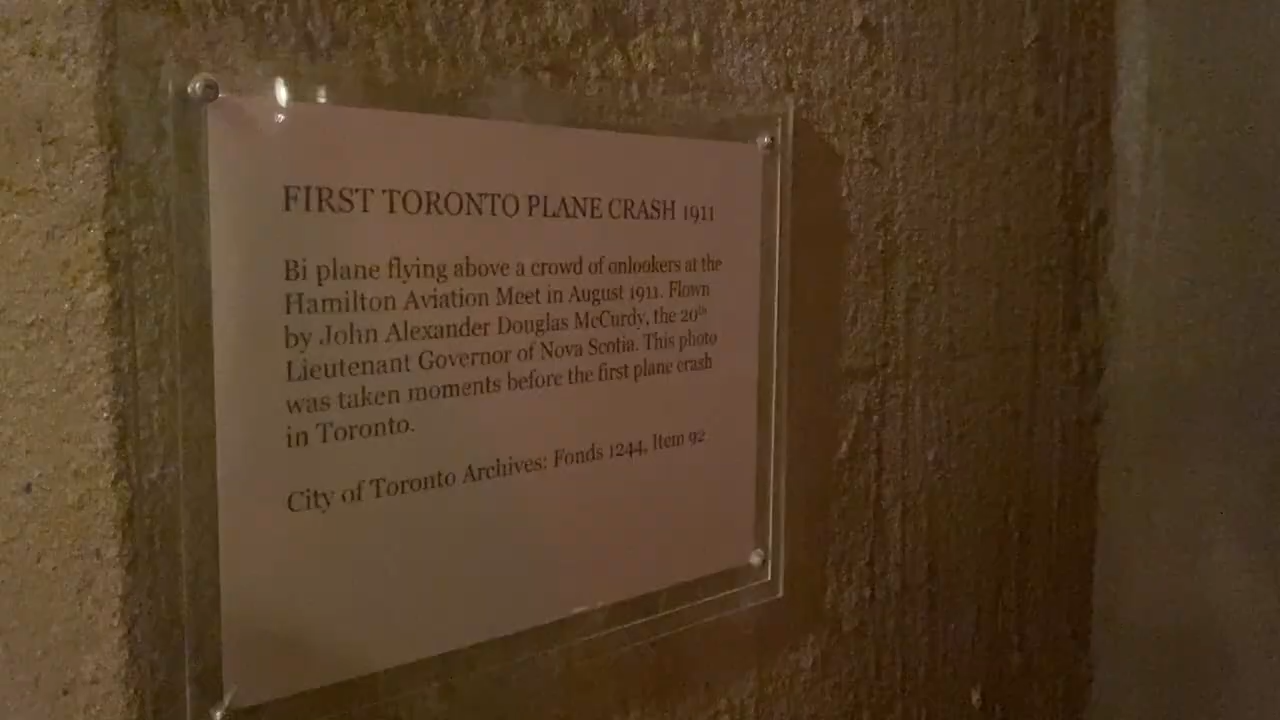 FIRST TORONTO PLANE CRASH 1911
Bi plane flying above a crowd of onlookers at the
Hamilton Aviation Meet in August 1911. Flown
by John Alexander Douglas McCurdy, the 20th
Lieutenant Governor of Nova Scotia. This photo
was taken moments before the first plane crash
in Toronto.
City of Toronto Archives: Fonds 1244, Item 92